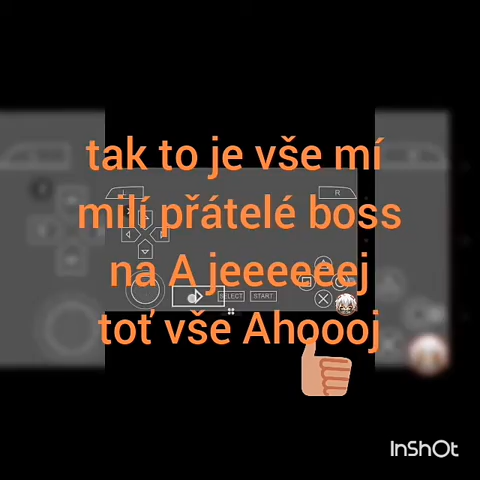 tak to je vše mí
milí přátelé boss
na A jeeeeeej
toť vše Ahoooj
L
R
SELECT
START
InShOt